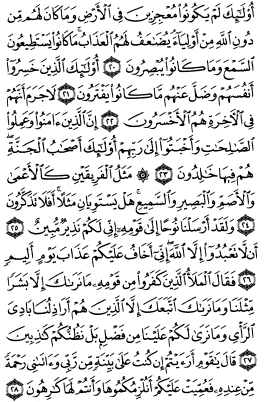 أُوْلَٰٓئِكَ لَمْ يَكُونُواْ مُعْجِزِينَ فِي ٱلْأَرْضِ وَمَا كَانَ لَهُم مِّن
دُونِ ٱللَّهِ مِنْ أَوْلِيَآءَۘ يُضَٰعَفُ لَهُمُ ٱلْعَذَابُۚ مَا كَانُواْ يَسْتَطِيعُونَ
ٱلسَّمْعَ وَمَا كَانُواْ يُبْصِرُونَ ٢٠ أُوْلَٰٓئِكَ ٱلَّذِينَ خَسِرُوٓاْ
أَنفُسَهُمْ وَضَلَّ عَنْهُم مَّا كَانُواْ يَفْتَرُونَ ٢١ لَا جَرَمَ أَنَّهُمْ
فِي ٱلْأٓخِرَةِ هُمُ ٱلْأَخْسَرُونَ ٢٢ إِنَّ ٱلَّذِينَ ءَامَنُواْ وَعَمِلُواْ
ٱلصَّٰلِحَٰتِ وَأَخْبَتُوٓاْ إِلَىٰ رَبِّهِمْ أُوْلَٰٓئِكَ أَصْحَٰبُ ٱلْجَنَّةِۖ
هُمْ فِيهَا خَٰلِدُونَ ٢٣ ۞ مَثَلُ ٱلْفَرِيقَيْنِ كَٱلْأَعْمَىٰ
وَٱلْأَصَمِّ وَٱلْبَصِيرِ وَٱلسَّمِيعِۚ هَلْ يَسْتَوِيَانِ مَثَلًاۚ أَفَلَا تَذَكَّرُونَ
٢٤ وَلَقَدْ أَرْسَلْنَا نُوحًا إِلَىٰ قَوْمِهِۦٓ إِنِّي لَكُمْ نَذِيرٌ مُّبِينٌ ٢٥
أَن لَّا تَعْبُدُوٓاْ إِلَّا ٱللَّهَۖ إِنِّيٓ أَخَافُ عَلَيْكُمْ عَذَابَ يَوْمٍ أَلِيمٍ
٢٦ فَقَالَ ٱلْمَلَأُ ٱلَّذِينَ كَفَرُواْ مِن قَوْمِهِۦ مَا نَرَىٰكَ إِلَّا بَشَرًا
مِّثْلَنَا وَمَا نَرَىٰكَ ٱتَّبَعَكَ إِلَّا ٱلَّذِينَ هُمْ أَرَاذِلُنَا بَادِيَ
ٱلرَّأْيِ وَمَا نَرَىٰ لَكُمْ عَلَيْنَا مِن فَضْلٍۭ بَلْ نَظُنُّكُمْ كَٰذِبِينَ
٢٧ قَالَ يَٰقَوْمِ أَرَءَيْتُمْ إِن كُنتُ عَلَىٰ بَيِّنَةٍ مِّن رَّبِّي وَءَاتَىٰنِي رَحْمَةً
مِّنْ عِندِهِۦ فَعُمِّيَتْ عَلَيْكُمْ أَنُلْزِمُكُمُوهَا وَأَنتُمْ لَهَا كَٰرِهُونَ ٢٨